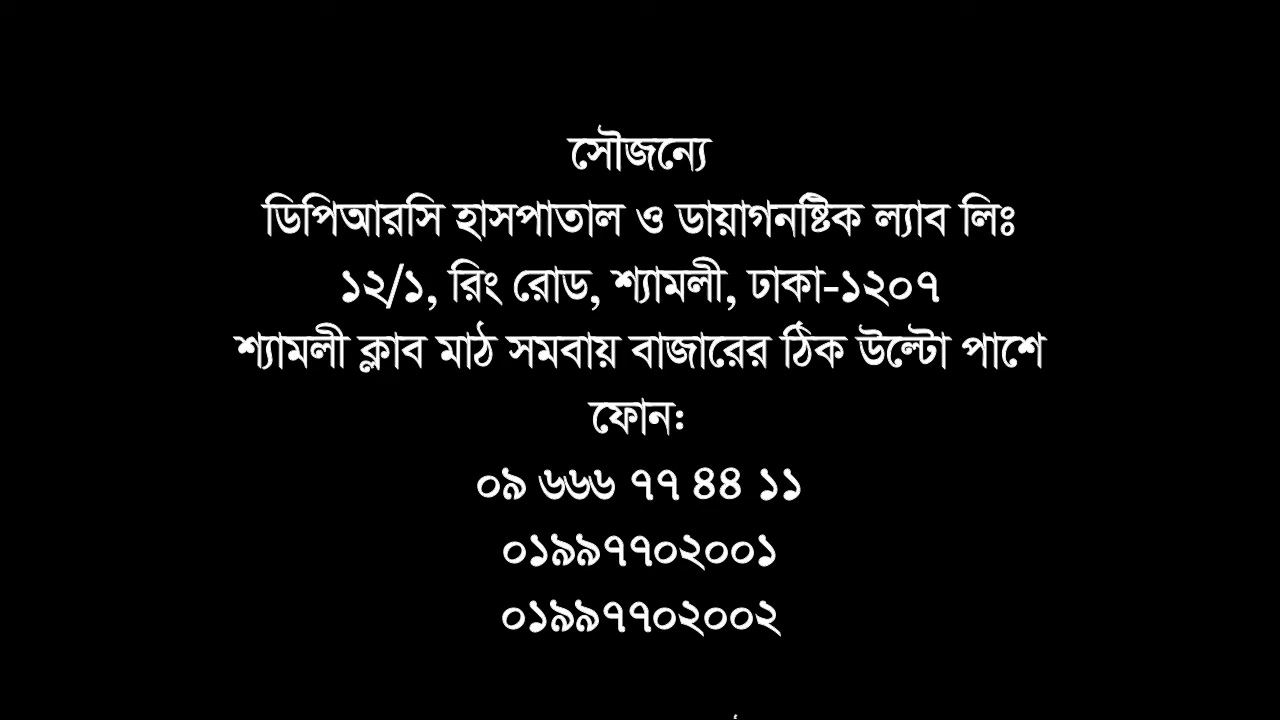 সৌজন্যে
ডিপিআরসি হাসপাতাল ও ডায়াগনষ্টিক ল্যাব লিঃ
১২/১, রিং রোড, শ্যামলী, ঢাকা-১২০৭
শ্যামলী ক্লাব মাঠ সমবায় বাজারের ঠিক উল্টো পাশে
ফোনঃ
০৯ ৬৬৬ ৭৭ ৪৪ ১১
০১৯৯৭৭০২০০১
০১৯৯৭৭০২০০২